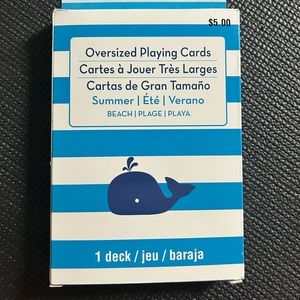 $5.00
Oversized Playing Cards
Cartes à Jouer Très Larges
Cartas de Gran Tamaño
Summer | Été | Verano
BEACH | PLAGE | PLAYA
1 deck / jeu / baraja